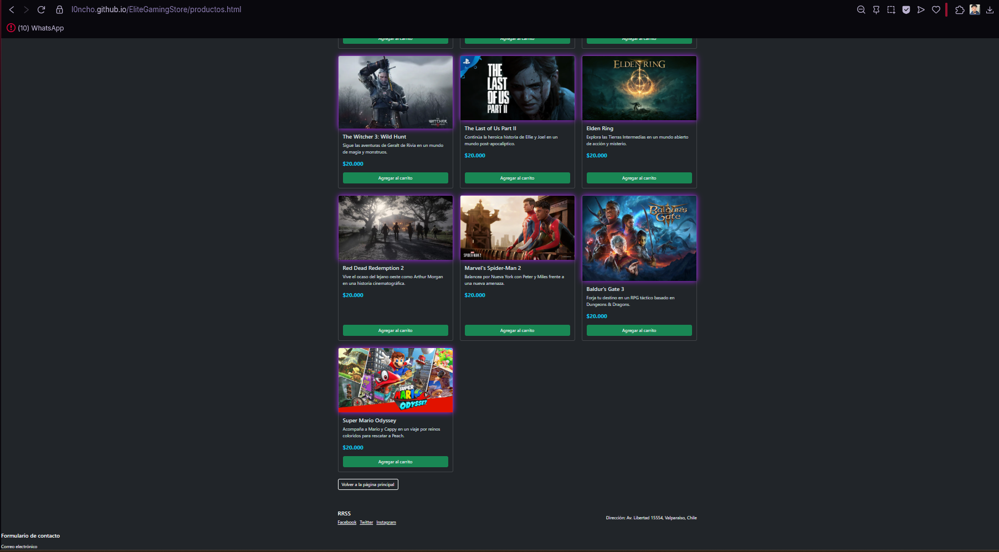 l0ncho.github.io/EliteGamingStore/productos.html
(10) WhatsApp
Agregar al carrito
Agregar al carrito
Agregar al carrito
THE WITCHER WILD HUNT
The Witcher 3: Wild Hunt
Sigue las aventuras de Geralt de Rivia en un mundo
de magia y monstruos.
$20.000
Agregar al carrito
THE
LAST
OF US
PART II
The Last of Us Part II
Continúa la heroica historia de Ellie y Joel en un
mundo post-apocalíptico.
$20.000
Agregar al carrito
ELDEN RING
Elden Ring
Explora las Tierras Intermedias en un mundo abierto
de acción y misterio.
$20.000
Agregar al carrito
Red Dead Redemption 2
Vive el ocaso del lejano oeste como Arthur Morgan
en una historia cinematográfica.
$20.000
Agregar al carrito
SPIDER-MAN 2
Marvel's Spider-Man 2
Balancea por Nueva York con Peter y Miles frente a
una nueva amenaza.
$20.000
Agregar al carrito
Baldur's
Gate
Baldur's Gate 3
Forja tu destino en un RPG táctico basado en
Dungeons & Dragons.
$20.000
Agregar al carrito
SUPER
MARIO
ODYSSEY
Super Mario Odyssey
Acompaña a Mario y Cappy en un viaje por reinos
coloridos para rescatar a Peach.
$20.000
Agregar al carrito
Volver a la página principal
RRSS
Facebook Twitter Instagram
Dirección: Av. Libertad 15554, Valparaíso, Chile
Formulario de contacto
Correo electrónico